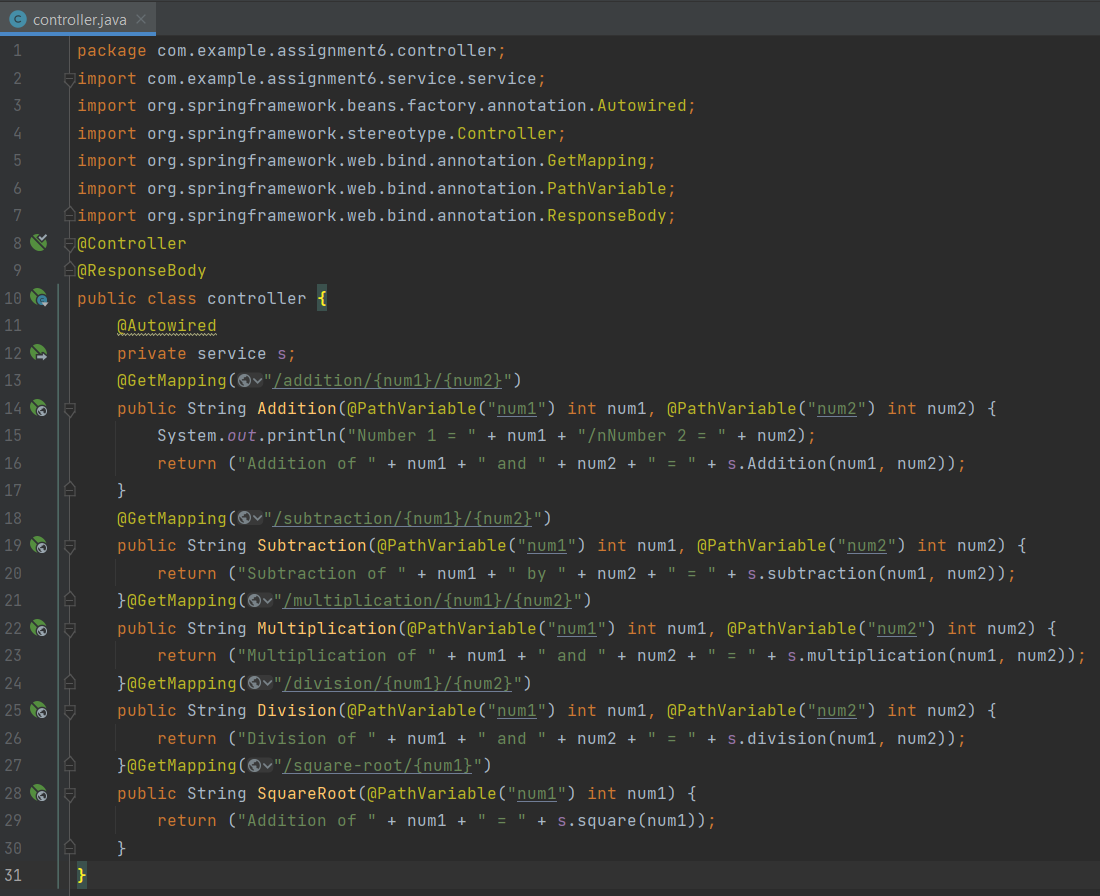 controller.java
1 package com.example.assignment6.controller;
2 import com.example.assignment6.service.service;
3 import org.springframework.beans.factory.annotation.Autowired;
4 import org.springframework.stereotype.Controller;
5 import org.springframework.web.bind.annotation.GetMapping;
6 import org.springframework.web.bind.annotation.PathVariable;
7 import org.springframework.web.bind.annotation.ResponseBody;
8 @Controller
9 @ResponseBody
10 public class controller {
11 @Autowired
12 private service s;
13 @GetMapping("/addition/{num1}/{num2}")
14 public String Addition(@PathVariable("num1") int num1, @PathVariable("num2") int num2) {
15 System.out.println("Number 1 = " + num1 + "/nNumber 2 = " + num2);
16 return ("Addition of " + num1 + " and " + num2 + " = " + s.Addition(num1, num2));
17 }
18 @GetMapping("/subtraction/{num1}/{num2}")
19 public String Subtraction(@PathVariable("num1") int num1, @PathVariable("num2") int num2) {
20 return ("Subtraction of " + num1 + " by " + num2 + " = " + s.subtraction(num1, num2));
21 }@GetMapping("/multiplication/{num1}/{num2}")
22 public String Multiplication(@PathVariable("num1") int num1, @PathVariable("num2") int num2) {
23 return ("Multiplication of " + num1 + " and " + num2 + " = " + s.multiplication(num1, num2));
24 }@GetMapping("/division/{num1}/{num2}")
25 public String Division(@PathVariable("num1") int num1, @PathVariable("num2") int num2) {
26 return ("Division of " + num1 + " and " + num2 + " = " + s.division(num1, num2));
27 }@GetMapping("/square-root/{num1}")
28 public String SquareRoot(@PathVariable("num1") int num1) {
29 return ("Addition of " + num1 + " = " + s.square(num1));
30 }
31 }